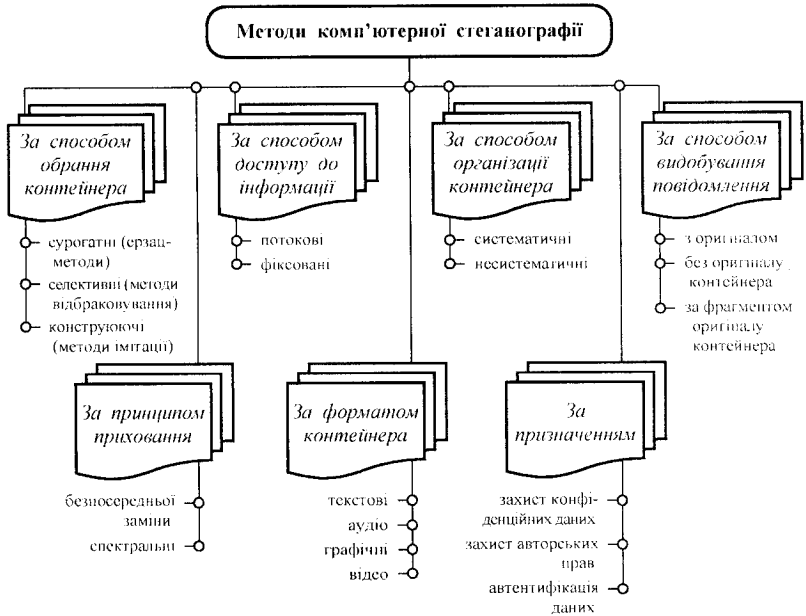 Методи комп’ютерної стеганографії
За способом
обрання
контейнера
сурогатні (ерзац-
методи)
селективні (методи
відбраковування)
конструюючі
(методи імітації)
За способом
доступу до
інформації
потокові
фіксовані
За способом
організації
контейнера
систематичні
несистематичні
За способом
видобування
повідомлення
з оригіналом
без оригіналу
контейнера
за фрагментом
оригіналу
контейнера
За принципом
приховання
безпосередньої
заміни
спектральні
За форматом
контейнера
текстові
аудіо
графічні
відео
За
призначенням
захист конфі-
денційних даних
захист авторських
прав
автентифікація
даних